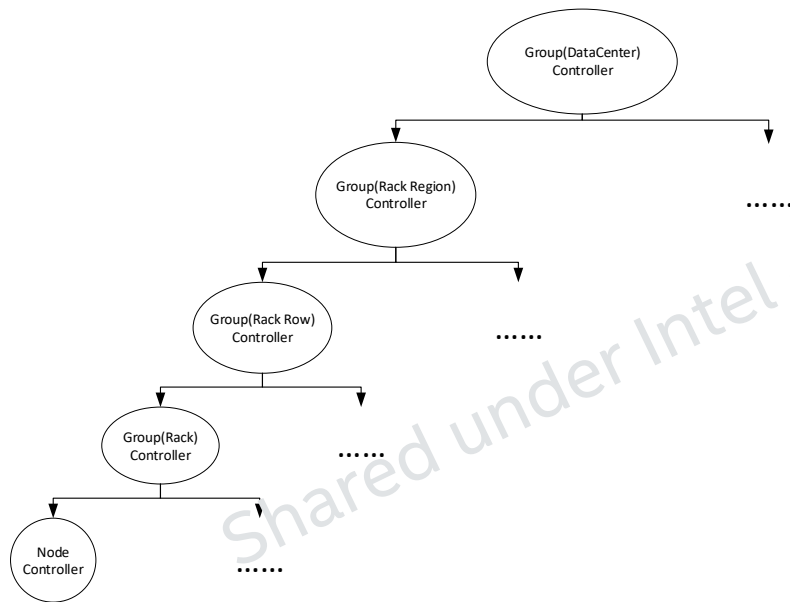 Group(DataCenter)
Controller
Group(Rack Region)
Controller
......
Group(Rack Row)
Controller
......
Group(Rack)
Controller
......
Node
Controller
......
Shared under Intel